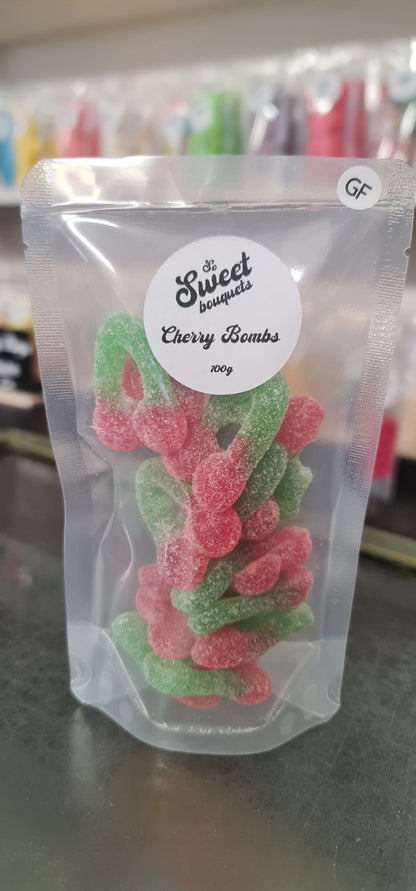 GF
So
Sweet
bouquets
Cherry Bombs
100g